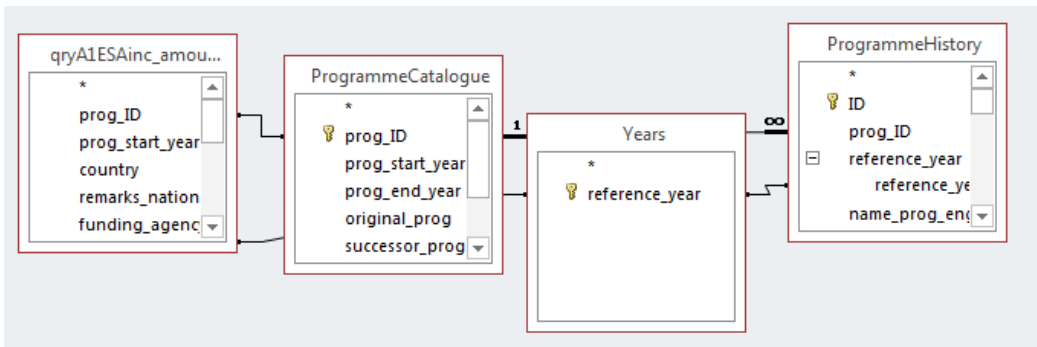 qryA1ESAinc_amou...
*
prog_ID
prog_start_year
country
remarks_nation
funding_agenc
ProgrammeCatalogue
*
prog_ID
prog_start_year
prog_end_year
original_prog
successor_prog
1
Years
*
reference_year
∞
ProgrammeHistory
*
ID
prog_ID
reference_year
reference_ye
name_prog_eng